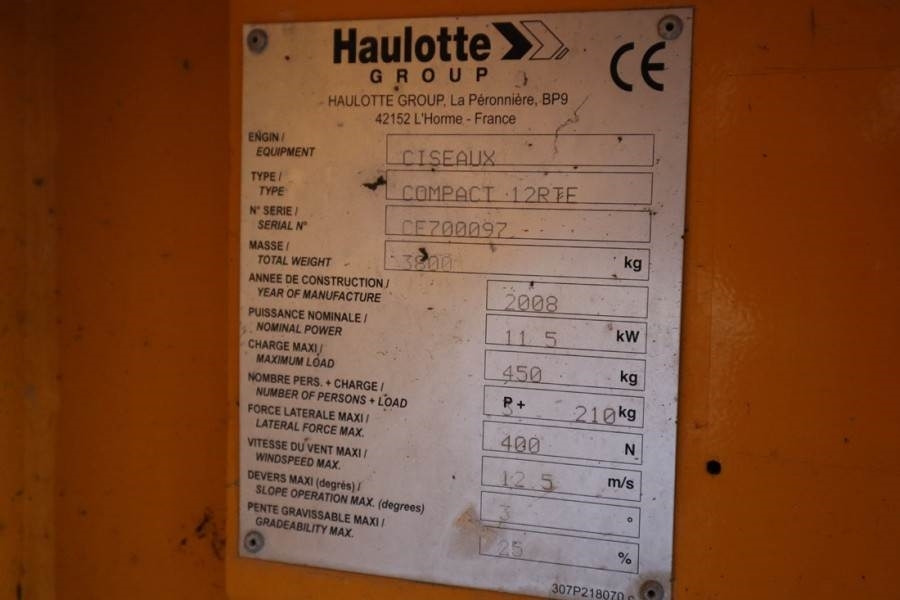 Haulotte
GROUP
CE
HAULOTTE GROUP, La Péronnière, BP9
42152 L'Horme - France
ENGIN /
EQUIPMENT
CISEAUX
TYPE /
TYPE
COMPACT 12RTE
N° SERIE /
SERIAL N°
CE700097
MASSE /
TOTAL WEIGHT
3800 kg
ANNEE DE CONSTRUCTION /
YEAR OF MANUFACTURE
2008
PUISSANCE NOMINALE /
NOMINAL POWER
11 5 kW
CHARGE MAXI /
MAXIMUM LOAD
450 kg
NOMBRE PERS. + CHARGE /
NUMBER OF PERSONS + LOAD
3 P + 210 kg
FORCE LATERALE MAXI /
LATERAL FORCE MAX.
400 N
VITESSE DU VENT MAXI /
WINDSPEED MAX.
12 5 m/s
DEVERS MAXI (degrès) /
SLOPE OPERATION MAX. (degrees)
3 °
PENTE GRAVISSABLE MAXI /
GRADEABILITY MAX.
25 %
307P218070